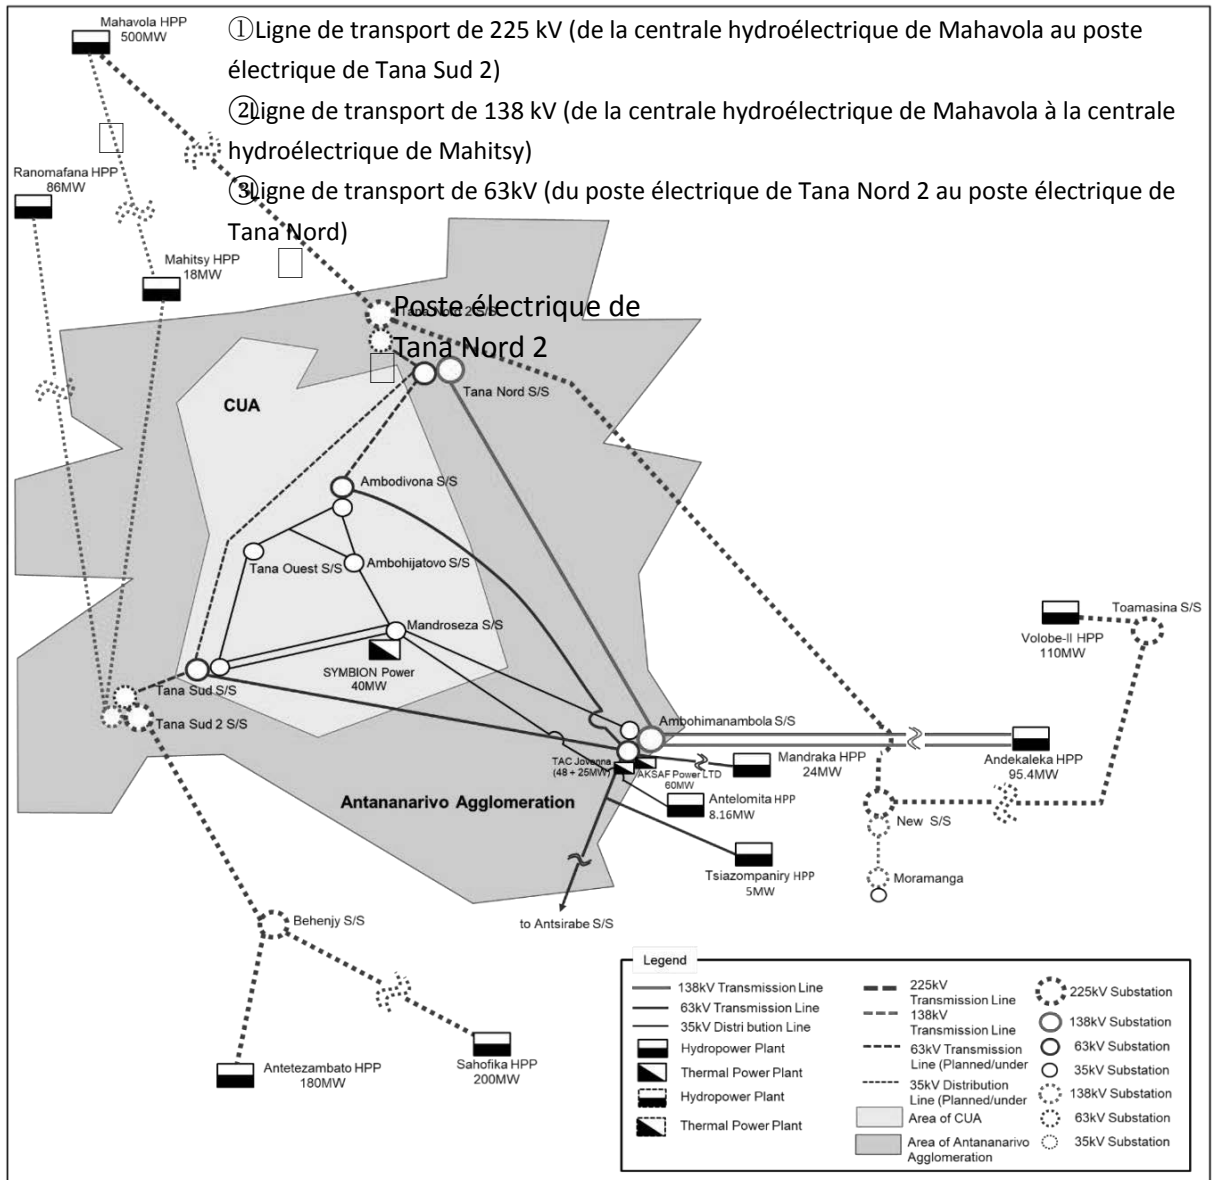 Mahavola HPP
500MW
①Ligne de transport de 225 kV (de la centrale hydroélectrique de Mahavola au poste
électrique de Tana Sud 2)
②Ligne de transport de 138 kV (de la centrale hydroélectrique de Mahavola à la centrale
hydroélectrique de Mahitsy)
③Ligne de transport de 63kV (du poste électrique de Tana Nord 2 au poste électrique de
Tana Nord)
Ranomafana HPP
86MW
Mahitsy HPP
18MW
Poste électrique de
Tana Nord 2
Tana Nord 2 S/S
Tana Nord S/S
CUA
Ambodivona S/S
Tana Ouest S/S
Ambohijatovo S/S
Mandroseza S/S
SYMBION Power
40MW
Tana Sud S/S
Tana Sud 2 S/S
Toamasina S/S
Volobe-II HPP
110MW
Ambohimanambola S/S
Andekaleka HPP
95.4MW
Mandraka HPP
24MW
TAC Jovenna
(48 + 25MW)
AKSAF Power LTD
60MW
Antananarivo Agglomeration
Antelomita HPP
8.16MW
New S/S
Tsiazompaniry HPP
5MW
Moramanga
to Antsirabe S/S
Behenjy S/S
Antetezambato HPP
180MW
Sahofika HPP
200MW
Legend
138kV Transmission Line
63kV Transmission Line
35kV Distri bution Line
Hydropower Plant
Thermal Power Plant
Hydropower Plant
Thermal Power Plant
225kV
Transmission Line
138kV
Transmission Line
63kV Transmission
Line (Planned/under
35kV Distribution
Line (Planned/under
Area of CUA
Area of Antananarivo
Agglomeration
225kV Substation
138kV Substation
63kV Substation
35kV Substation
138kV Substation
63kV Substation
35kV Substation